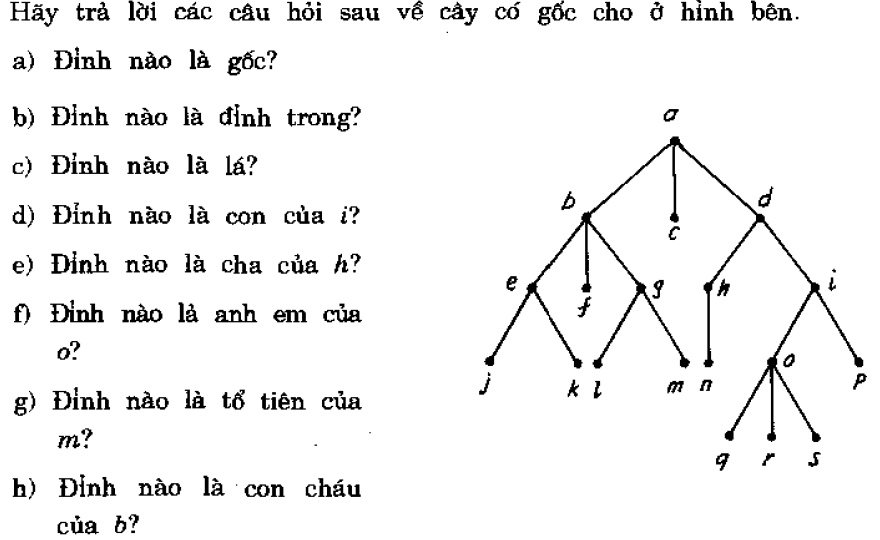 Hãy trả lời các câu hỏi sau về cây có gốc cho ở hình bên.
a) Đỉnh nào là gốc?
b) Đỉnh nào là đỉnh trong?
c) Đỉnh nào là lá?
d) Đỉnh nào là con của i?
e) Đỉnh nào là cha của h?
f) Đỉnh nào là anh em của
o?
g) Đỉnh nào là tổ tiên của
m?
h) Đỉnh nào là con cháu
của b?
a
b
c
d
e
f
g
h
i
j
k
l
m
n
o
p
q
r
s